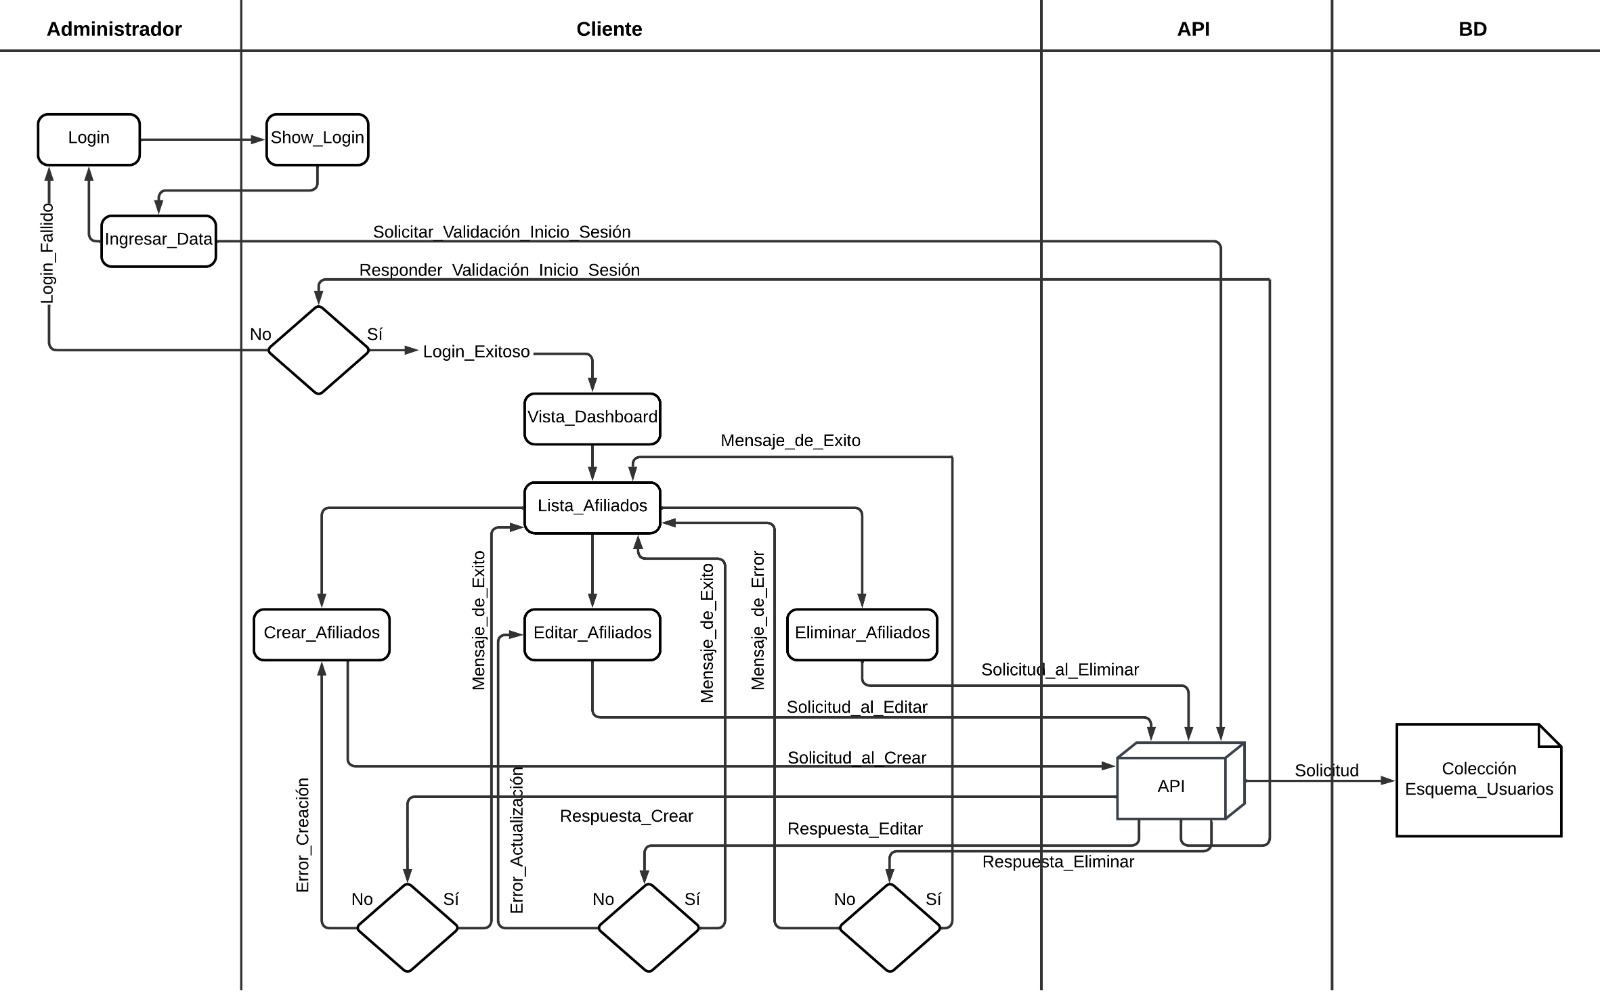 Administrador
Cliente
API
BD
Login
Show_Login
Ingresar_Data
Login_Fallido
Solicitar_Validación_Inicio_Sesión
Responder_Validación_Inicio_Sesión
No
Sí
Login_Exitoso
Vista_Dashboard
Mensaje_de_Exito
Lista_Afiliados
Mensaje_de_Exito
Mensaje_de_Exito
Mensaje_de_Error
Crear_Afiliados
Editar_Afiliados
Eliminar_Afiliados
Solicitud_al_Eliminar
Solicitud_al_Editar
Solicitud_al_Crear
Solicitud
API
Colección
Esquema_Usuarios
Error_Creación
Error_Actualización
Respuesta_Crear
Respuesta_Editar
Respuesta_Eliminar
No
Sí
No
Sí
No
Sí